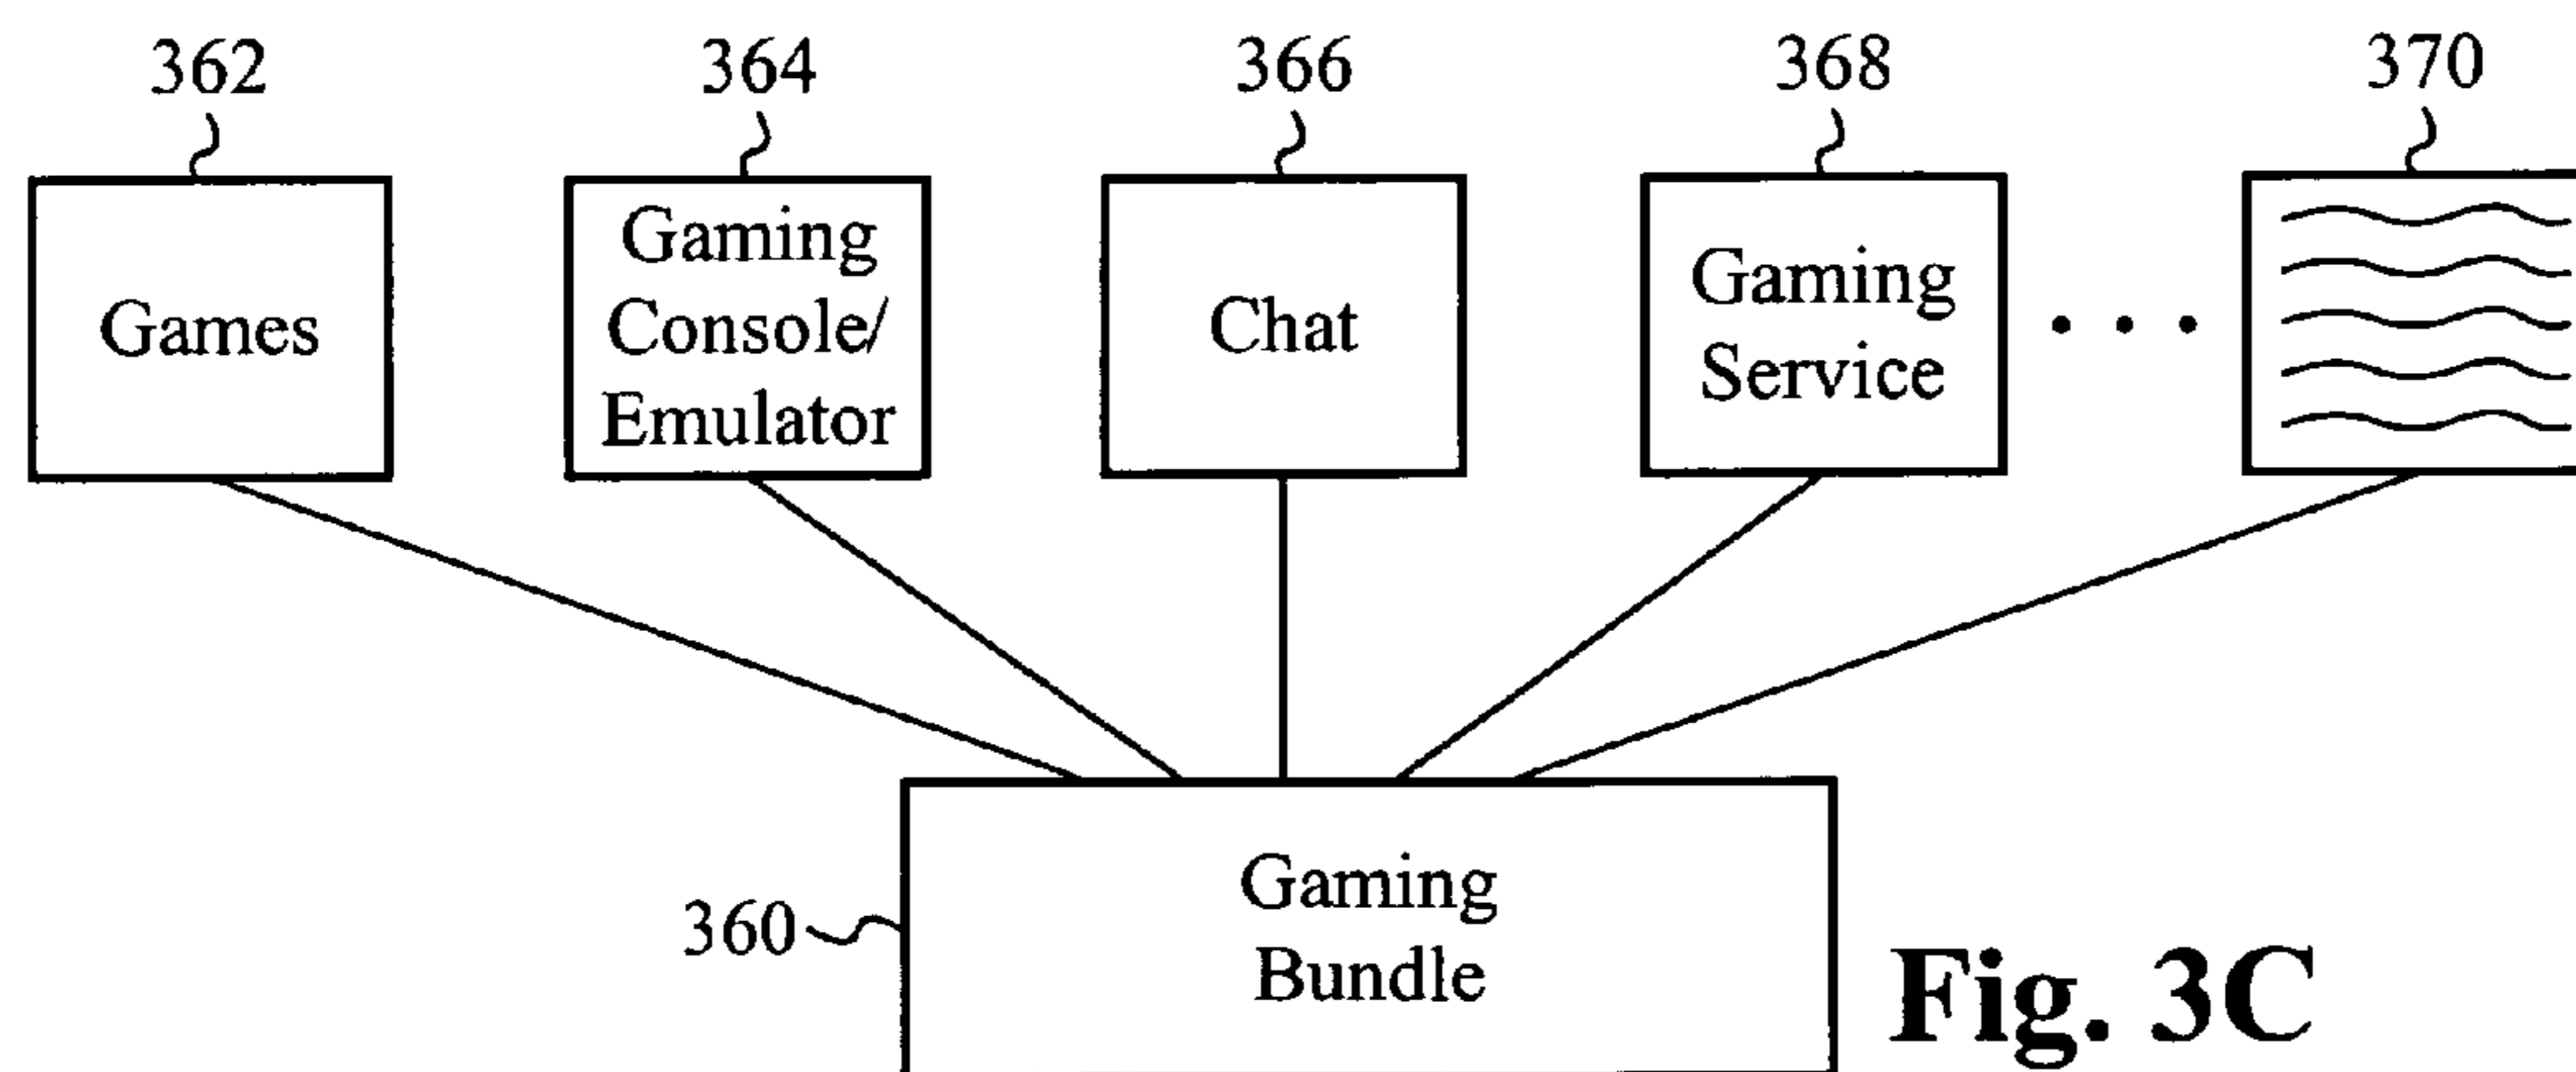 362
364
366
368
370
Games
Gaming
Console/
Emulator
Chat
Gaming
Service
360
Gaming
Bundle
Fig. 3C